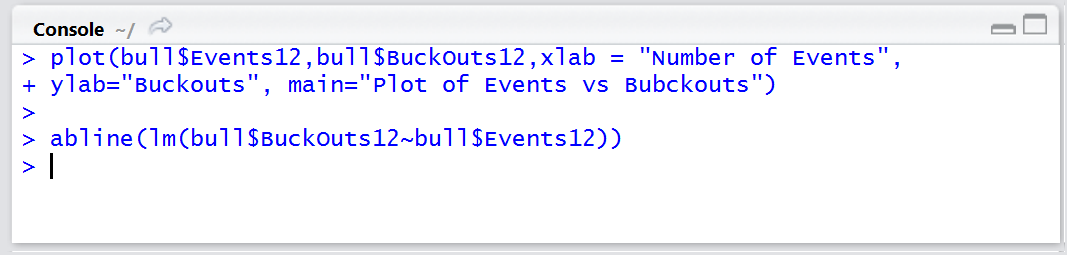 Console ~/
> plot(bull$Events12,bull$BuckOuts12,xlab = "Number of Events",
+ ylab="Buckouts", main="Plot of Events vs Bubckouts")
>
> abline(lm(bull$BuckOuts12~bull$Events12))
>